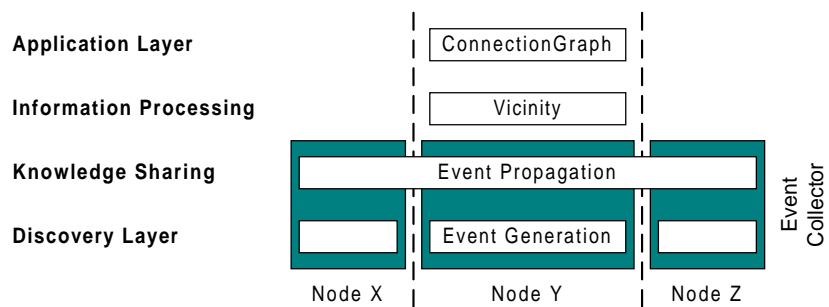 Application Layer
ConnectionGraph
Information Processing
Vicinity
Knowledge Sharing
Event Propagation
Discovery Layer
Event Generation
Event
Collector
Node X
Node Y
Node Z